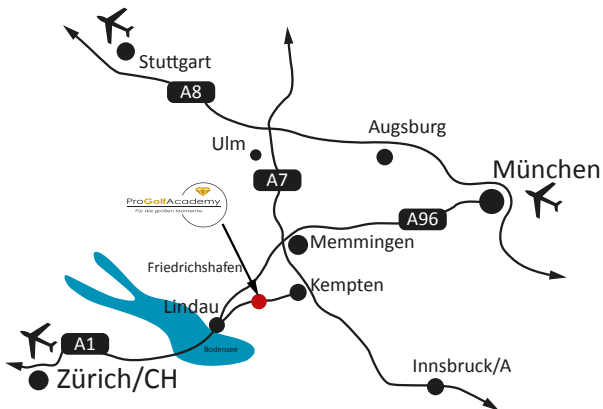 Stuttgart
A8
Augsburg
Ulm
München
A7
ProGolfAcademy
Für die großen Momente.
A96
Memmingen
Friedrichshafen
Kempten
Lindau
A1
Bodensee
Innsbruck/A
Zürich/CH